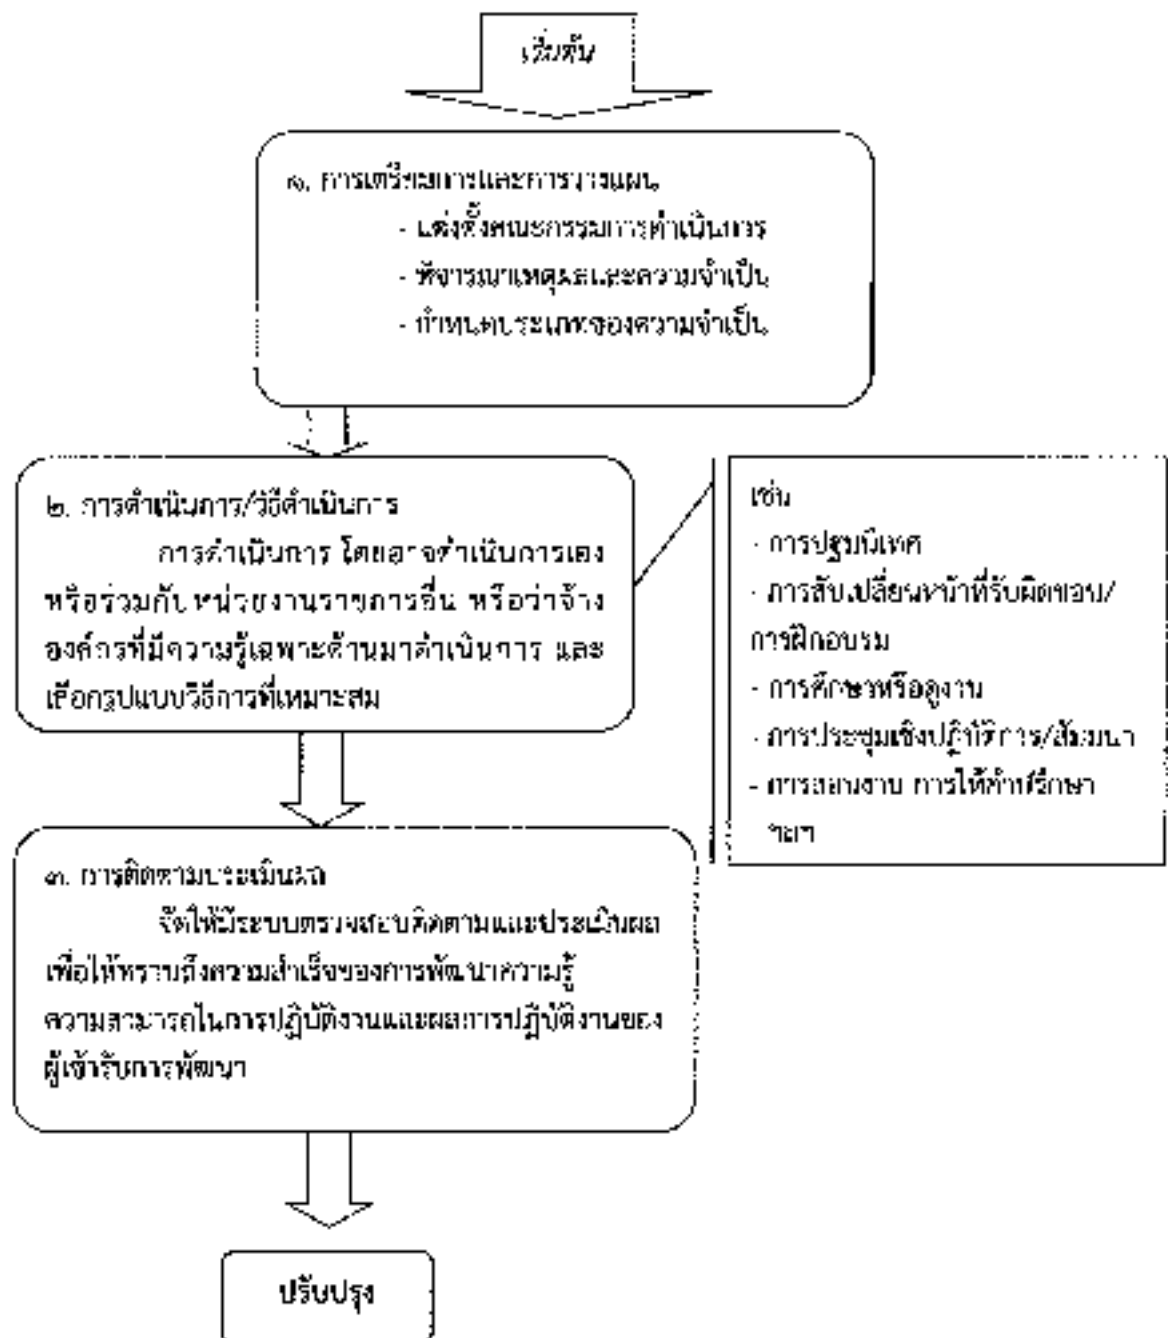 เริ่มต้น
๑. การเตรียมการและการวางแผน
- แต่งตั้งคณะกรรมการดำเนินการ
- พิจารณาเหตุผลและความจำเป็น
- กำหนดประเภทของความจำเป็น
๒. การดำเนินการ/วิธีดำเนินการ
การดำเนินการ โดยอาจดำเนินการเอง
หรือร่วมกับหน่วยงานราชการอื่น หรือว่าจ้าง
องค์กรที่มีความรู้เฉพาะด้านมาดำเนินการ และ
เลือกรูปแบบวิธีการที่เหมาะสม
เช่น
- การปฐมนิเทศ
- การสับเปลี่ยนหน้าที่รับผิดชอบ/
การฝึกอบรม
- การศึกษาหรือดูงาน
- การประชุมเชิงปฏิบัติการ/สัมมนา
- การสอนงาน การให้คำปรึกษา
ฯลฯ
๓. การติดตามประเมินผล
จัดให้มีระบบตรวจสอบติดตามและประเมินผล
เพื่อให้ทราบถึงความสำเร็จของการพัฒนาความรู้
ความสามารถในการปฏิบัติงานและผลการปฏิบัติงานของ
ผู้เข้ารับการพัฒนา
ปรับปรุง